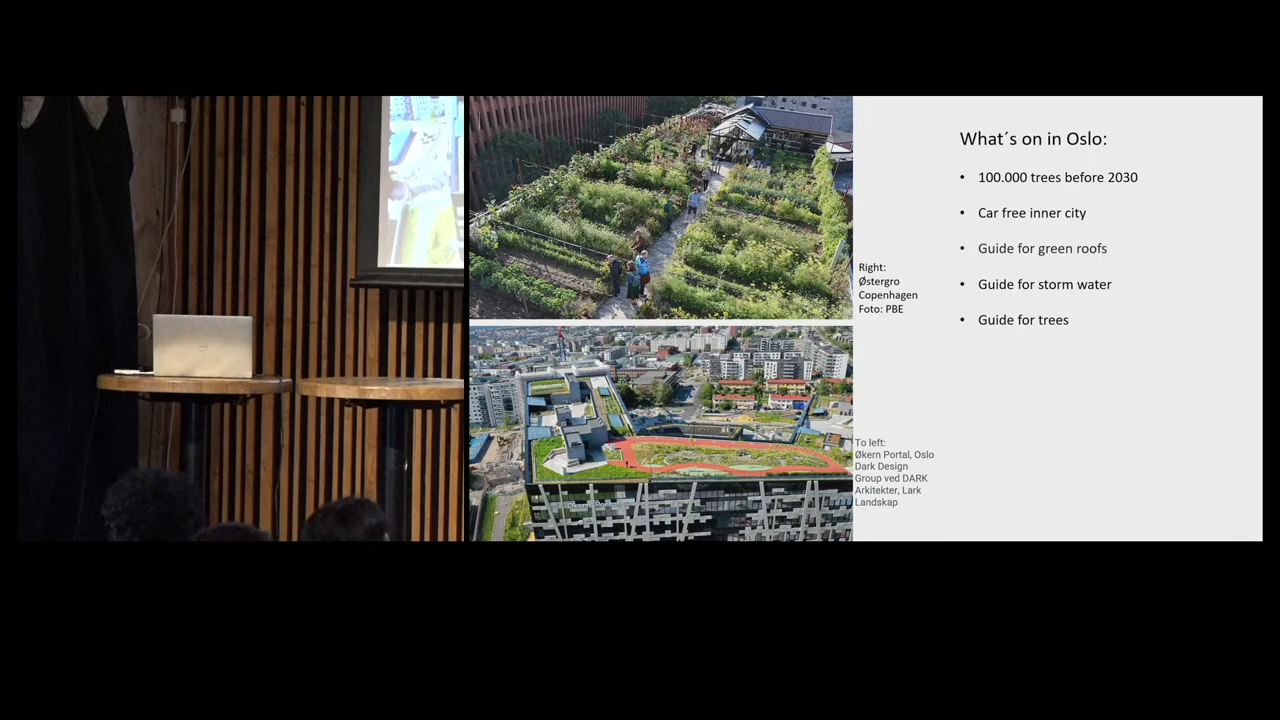 What´s on in Oslo:
• 100.000 trees before 2030
• Car free inner city
• Guide for green roofs
• Guide for storm water
• Guide for trees
Right:
Østergro
Copenhagen
Foto: PBE
To left:
Økern Portal, Oslo
Dark Design
Group ved DARK
Arkitekter, Lark
Landskap
Økern Portal